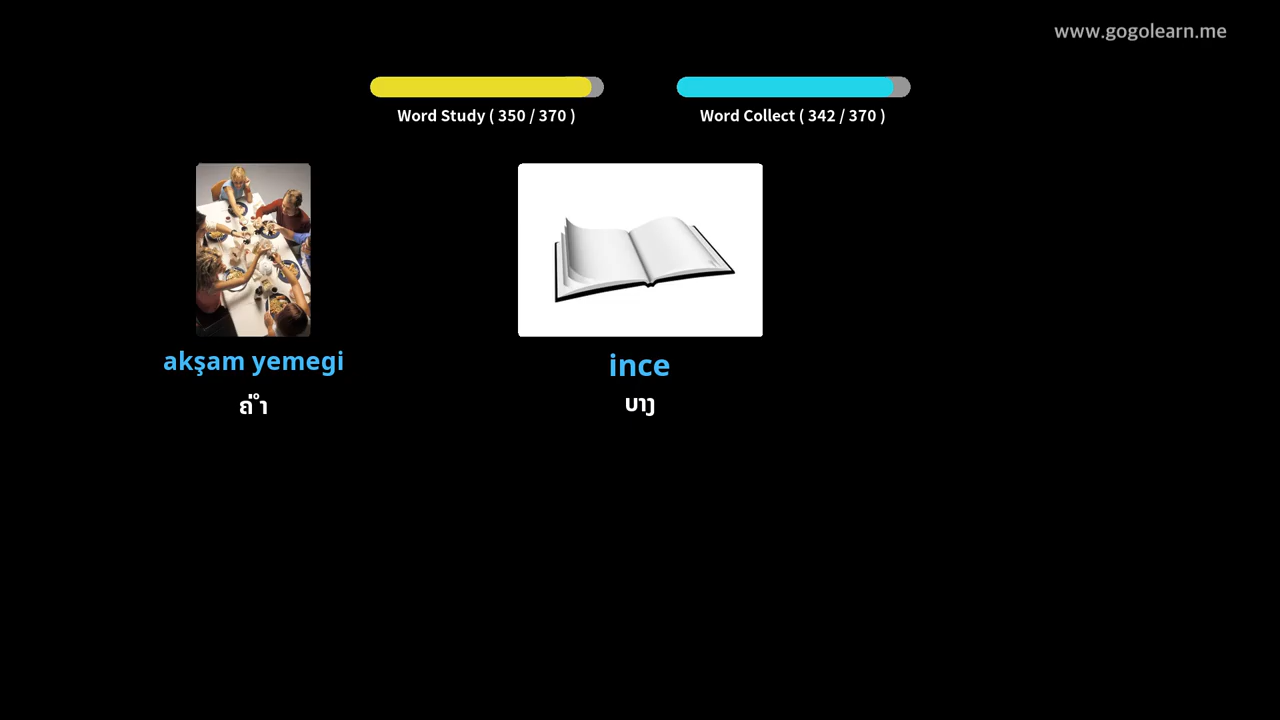 www.gogolearn.me
Word Study ( 350 / 370 )
Word Collect ( 342 / 370 )
akşam yemegi
ຄ່ຳ
ince
ບາງ